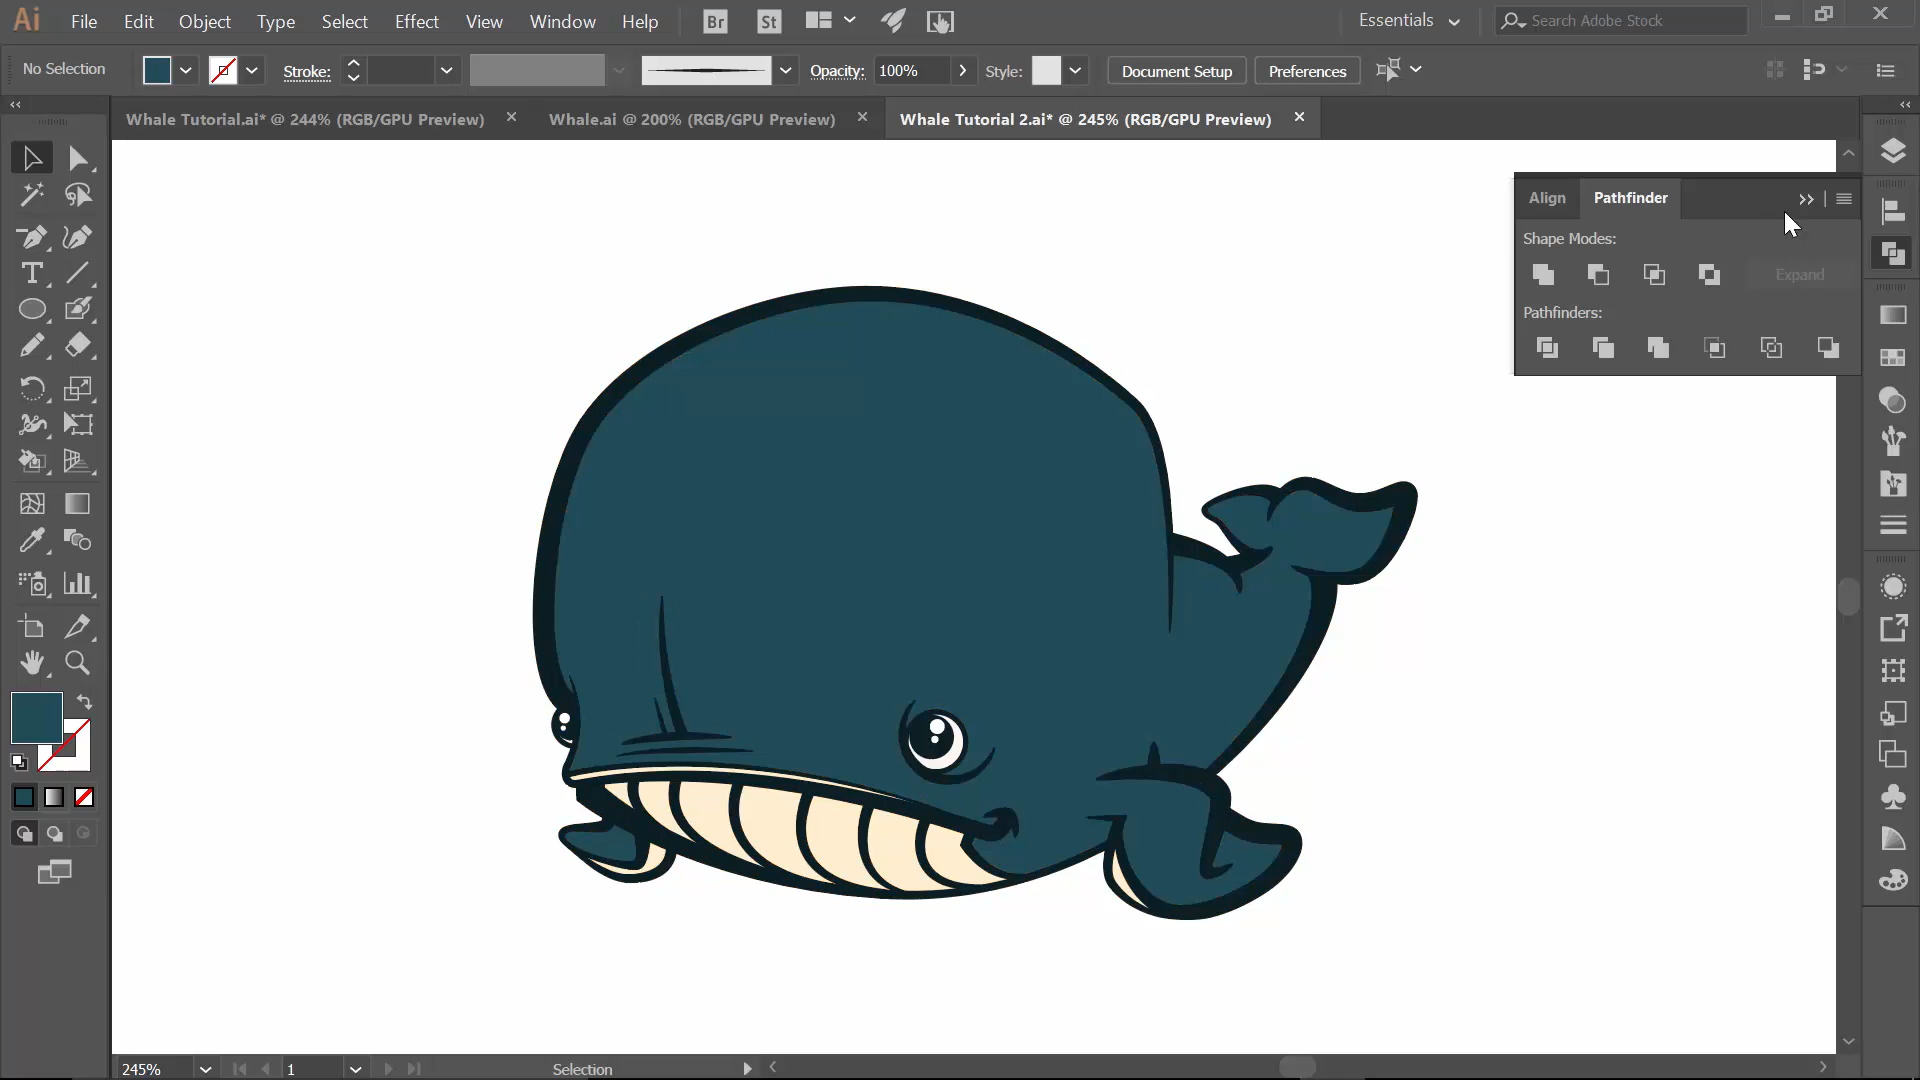 Ai File Edit Object Type Select Effect View Window Help Br St Essentials Search Adobe Stock
No Selection Stroke: Opacity: 100% Style: Document Setup Preferences
Whale Tutorial.ai* @ 244% (RGB/GPU Preview) Whale.ai @ 200% (RGB/GPU Preview) Whale Tutorial 2.ai* @ 245% (RGB/GPU Preview)
Align Pathfinder
Shape Modes:
Expand
Pathfinders:
245% 1 Selection